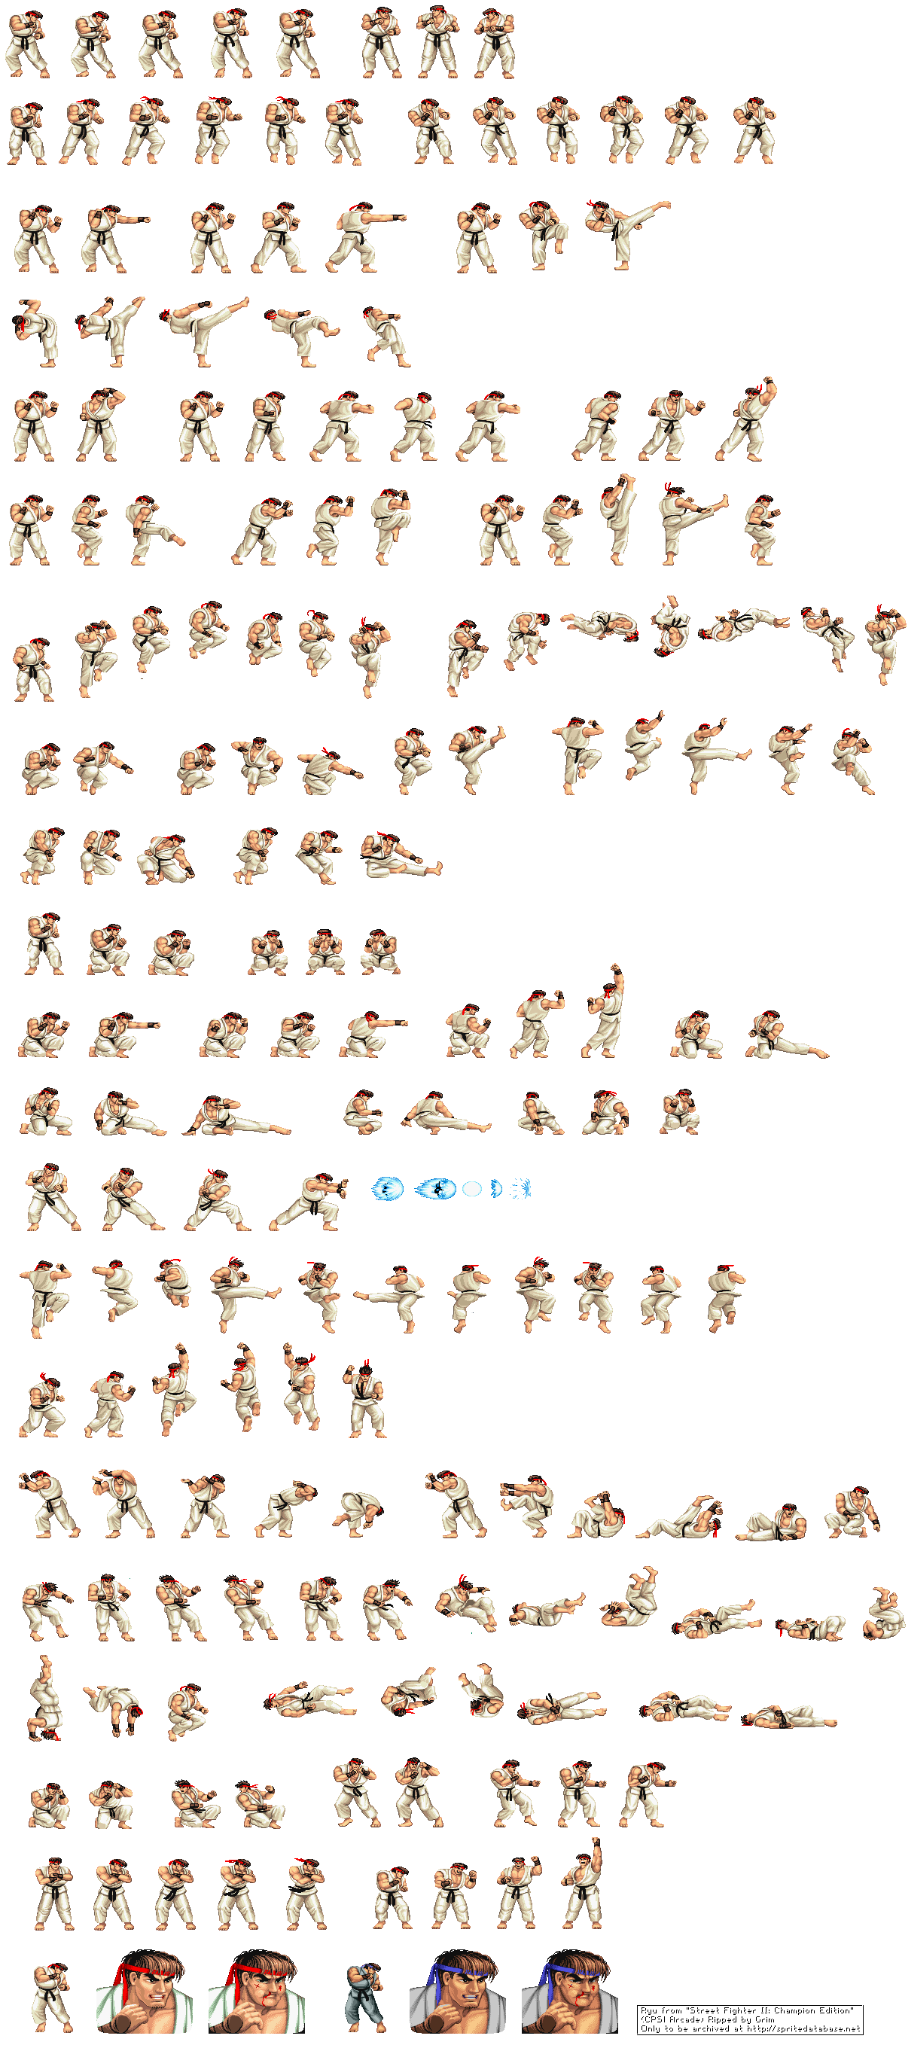 Ryu from "Street Fighter II: Champion Edition"
(CPS1 Arcade) Ripped by Grim
Only to be archived at http://spritedatabase.net